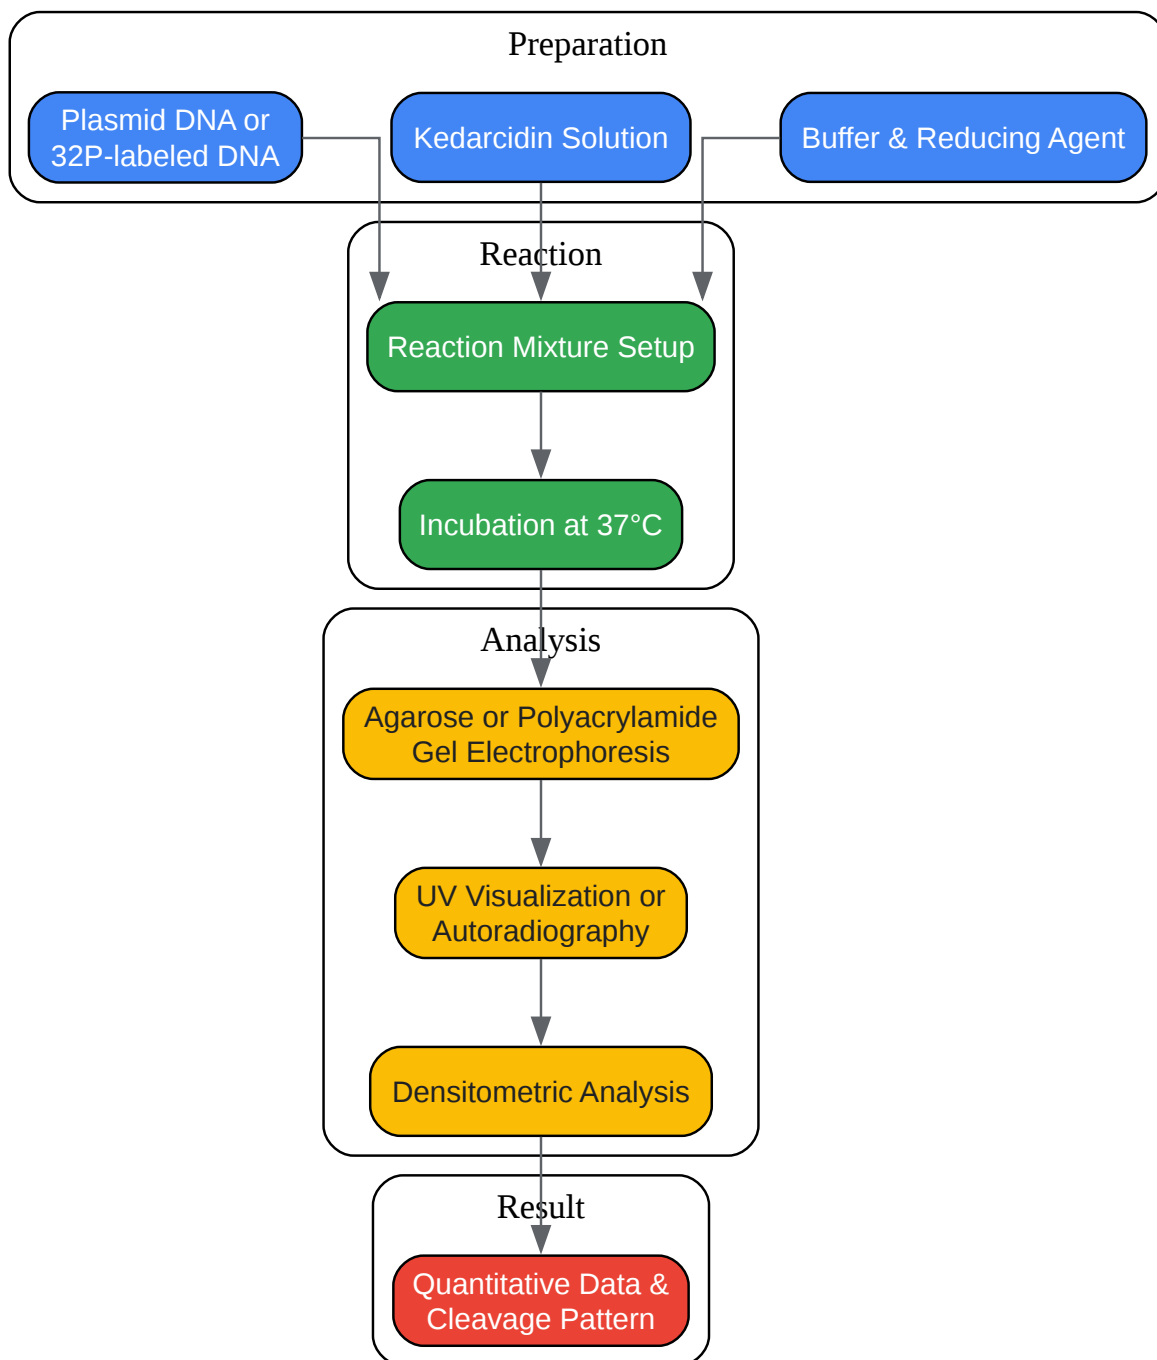 Preparation
Plasmid DNA or
32P-labeled DNA
Kedarcidin Solution
Buffer & Reducing Agent
Reaction
Reaction Mixture Setup
Incubation at 37°C
Analysis
Agarose or Polyacrylamide
Gel Electrophoresis
UV Visualization or
Autoradiography
Densitometric Analysis
Result
Quantitative Data &
Cleavage Pattern